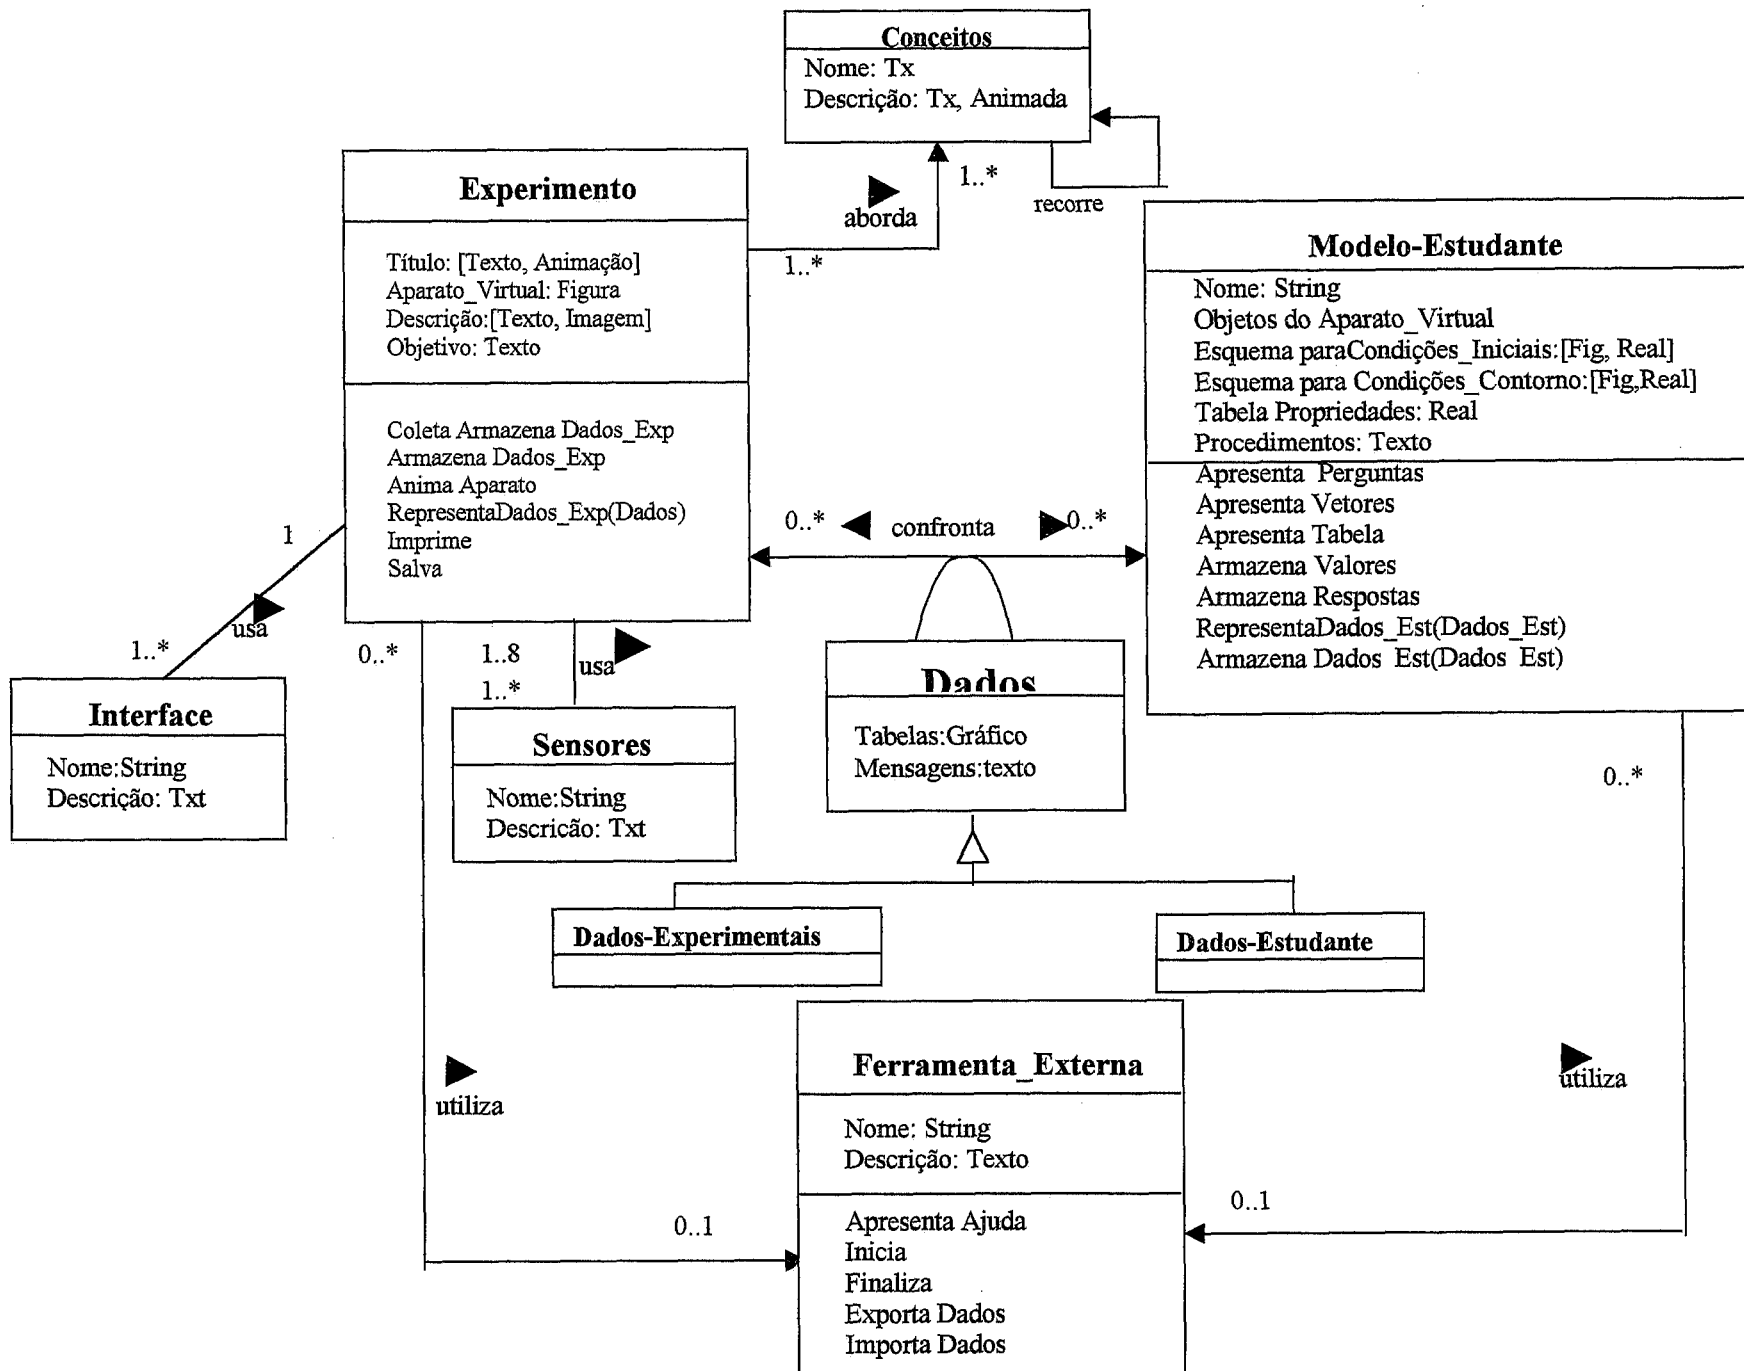 Conceitos
Nome: Tx
Descrição: Tx, Animada
1..*
aborda
recorre
1..*
Experimento
Título: [Texto, Animação]
Aparato_Virtual: Figura
Descrição:[Texto, Imagem]
Objetivo: Texto
Coleta Armazena Dados_Exp
Armazena Dados_Exp
Anima Aparato
RepresentaDados_Exp(Dados)
Imprime
Salva
Modelo-Estudante
Nome: String
Objetos do Aparato_Virtual
Esquema paraCondições_Iniciais:[Fig, Real]
Esquema para Condições_Contorno:[Fig,Real]
Tabela Propriedades: Real
Procedimentos: Texto
Apresenta Perguntas
Apresenta Vetores
Apresenta Tabela
Armazena Valores
Armazena Respostas
RepresentaDados_Est(Dados_Est)
Armazena Dados Est(Dados Est)
0..* confronta 0..*
1
usa
1..*
0..*
1..8
usa
1..*
Interface
Nome:String
Descrição: Txt
Sensores
Nome:String
Descricão: Txt
Dados
Tabelas:Gráfico
Mensagens:texto
0..*
Dados-Experimentais
Dados-Estudante
utiliza
utiliza
Ferramenta_Externa
Nome: String
Descrição: Texto
Apresenta Ajuda
Inicia
Finaliza
Exporta Dados
Importa Dados
0..1
0..1